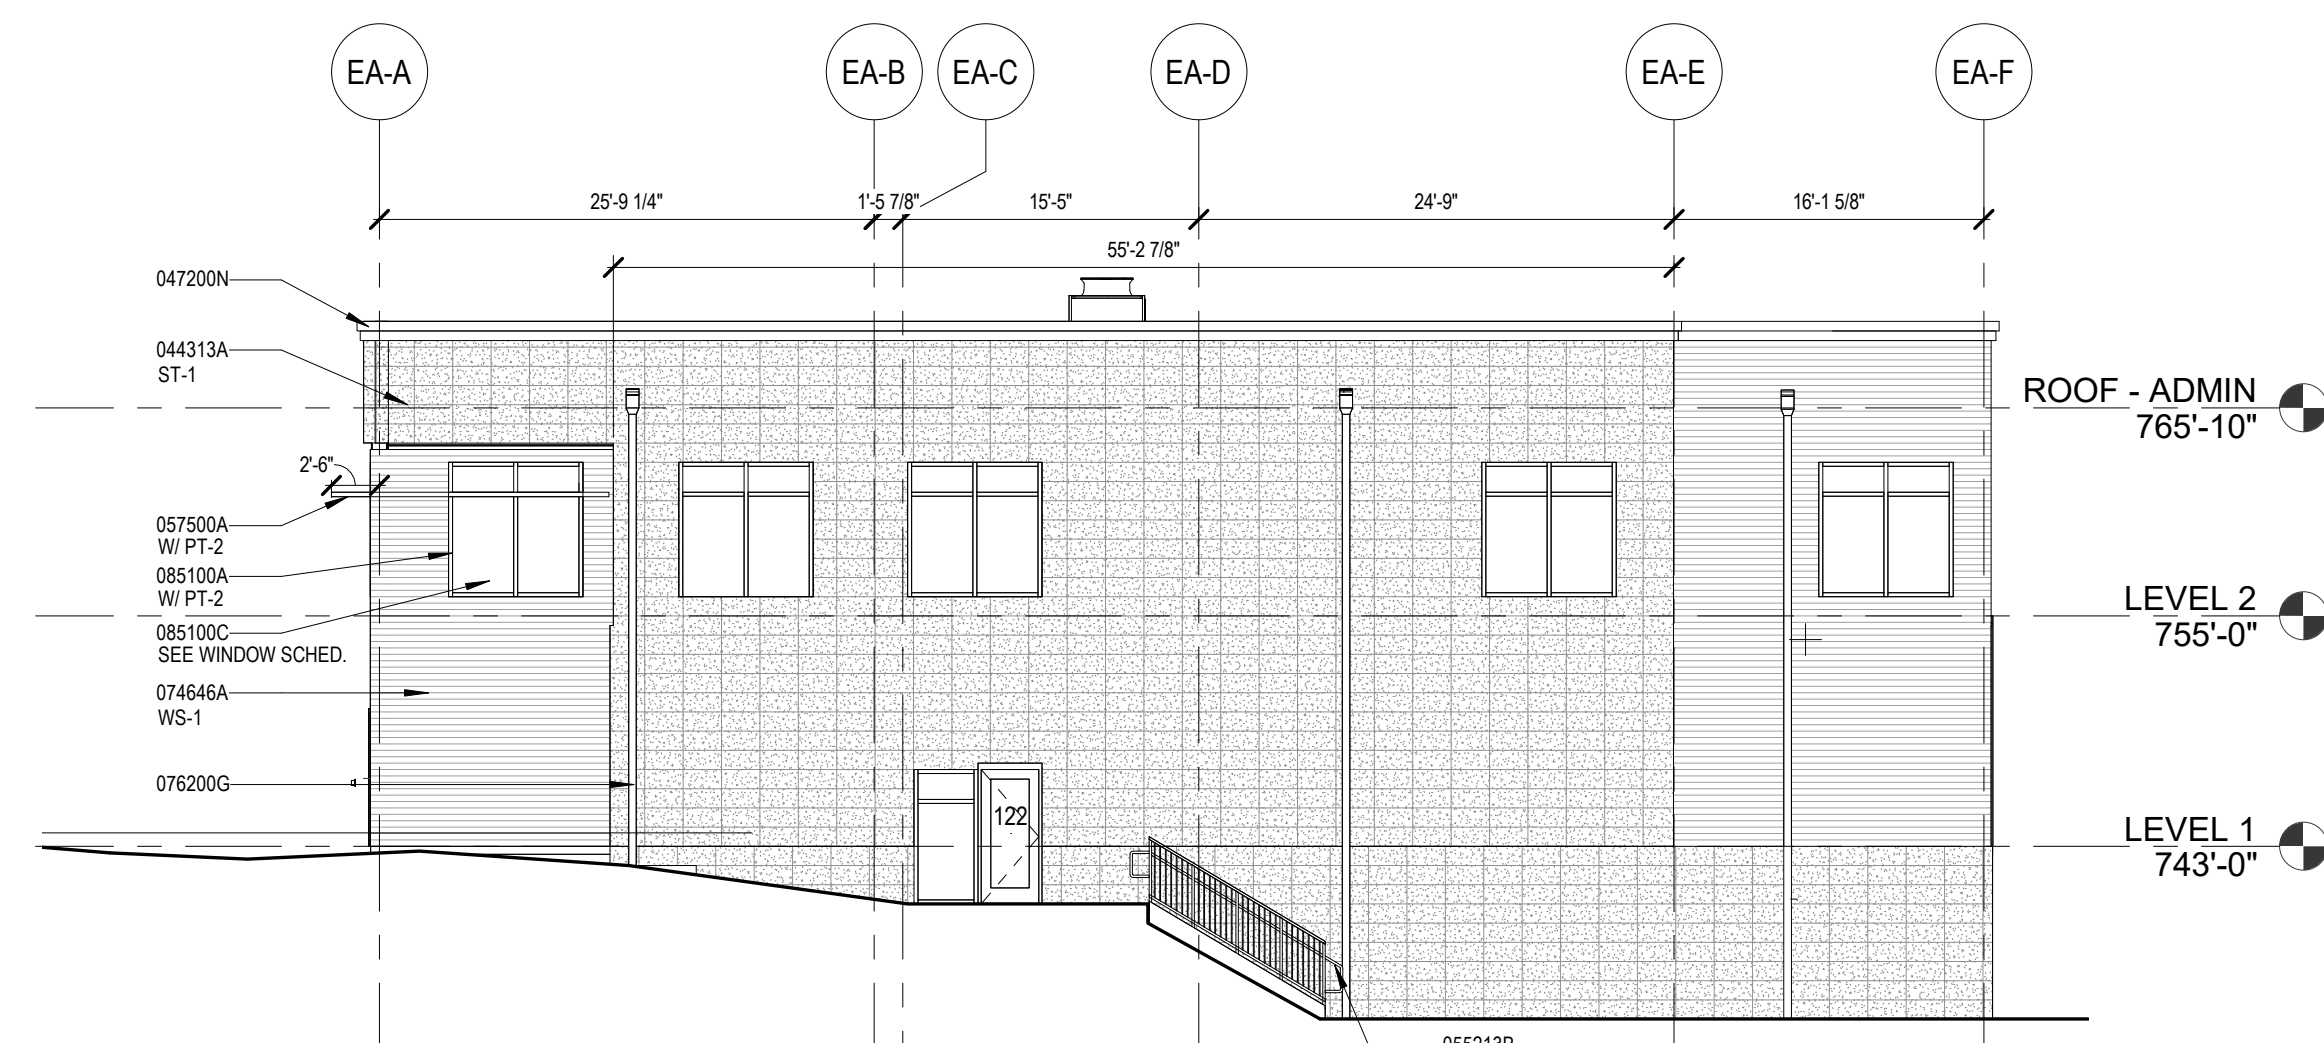 EA-A
EA-B
EA-C
EA-D
EA-E
EA-F
25'-9 1/4"
1'-5 7/8"
15'-5"
24'-9"
16'-1 5/8"
55'-2 7/8"
047200N
044313A
ST-1
2'-6"
057500A
W/ PT-2
085100A
W/ PT-2
085100C
SEE WINDOW SCHED.
074646A
WS-1
076200G
122
ROOF - ADMIN
765'-10"
LEVEL 2
755'-0"
LEVEL 1
743'-0"